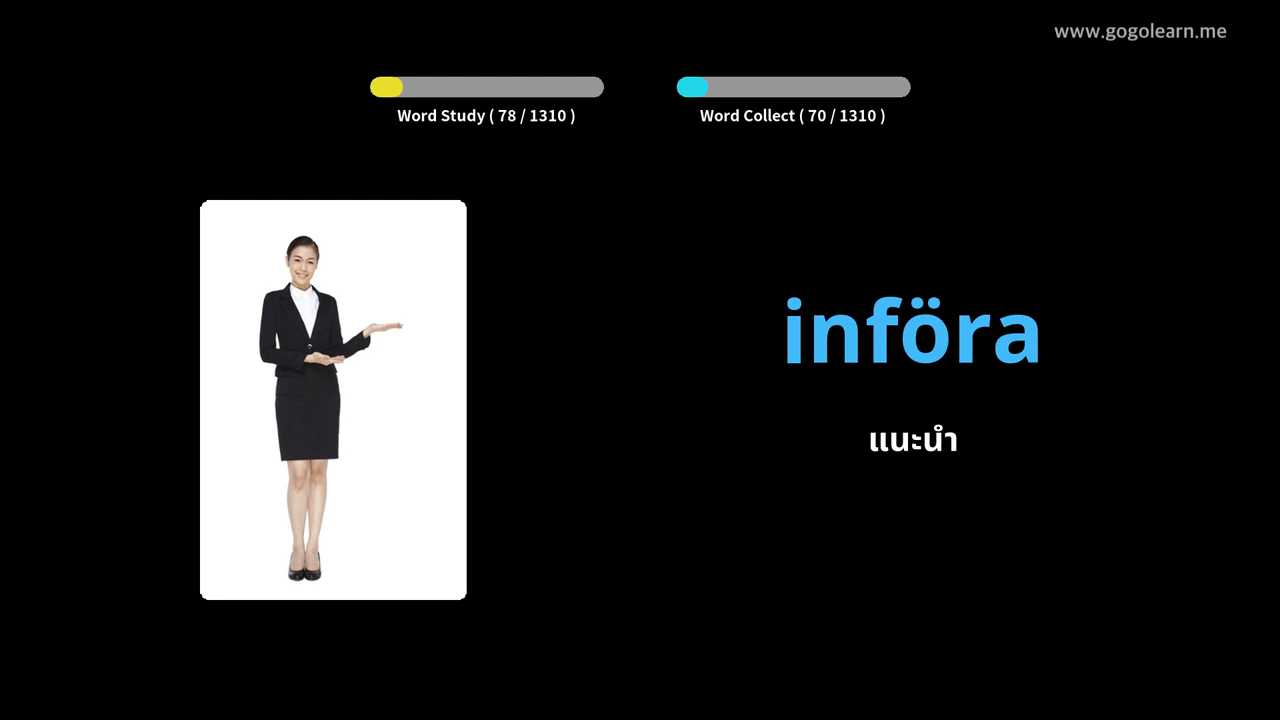 www.gogolearn.me
Word Study ( 78 / 1310 )
Word Collect ( 70 / 1310 )
införa
แนะนำ